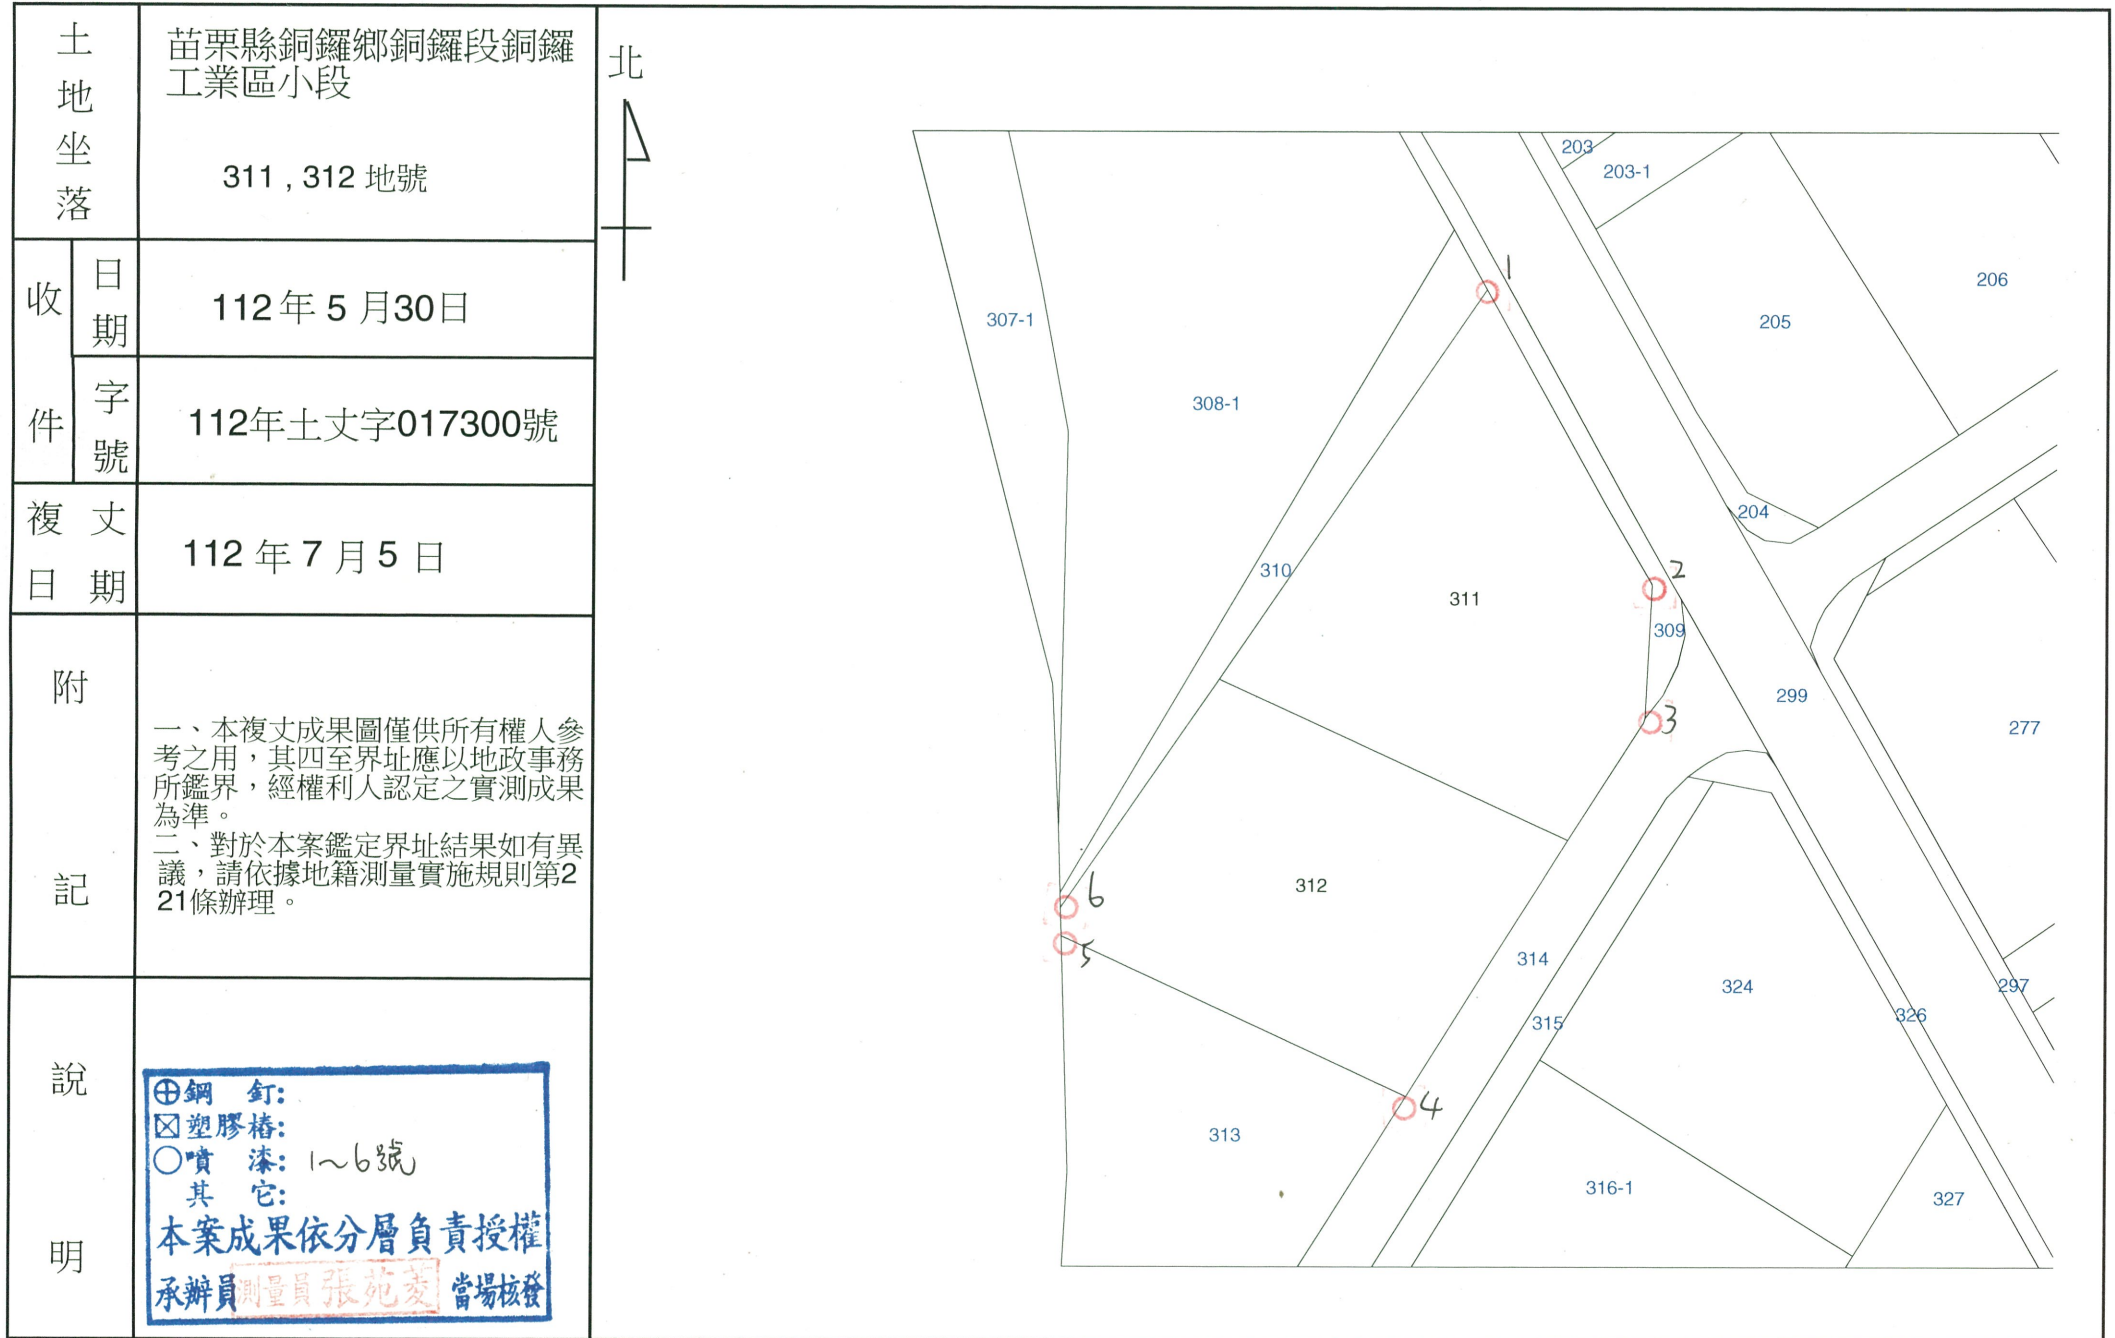 土地坐落
苗栗縣銅鑼鄉銅鑼段銅鑼
工業區小段
311 , 312 地號
收件
日期
112 年 5 月30日
字號
112年土丈字017300號
複丈
日期
112 年 7 月 5 日
附記
一、本複丈成果圖僅供所有權人參
考之用，其四至界址應以地政事務
所鑑界，經權利人認定之實測成果
為準。
二、對於本案鑑定界址結果如有異
議，請依據地籍測量實施規則第2
21條辦理。
說明
⊕鋼 釘:
☒塑膠樁:
○噴 漆: 1～6號
其 它:
本案成果依分層負責授權
承辦員 測量員 張苑菱 當場核發
北
203
203-1
206
205
1
307-1
308-1
204
310
311
2
309
299
3
277
312
6
5
314
324
297
315
326
4
313
316-1
327